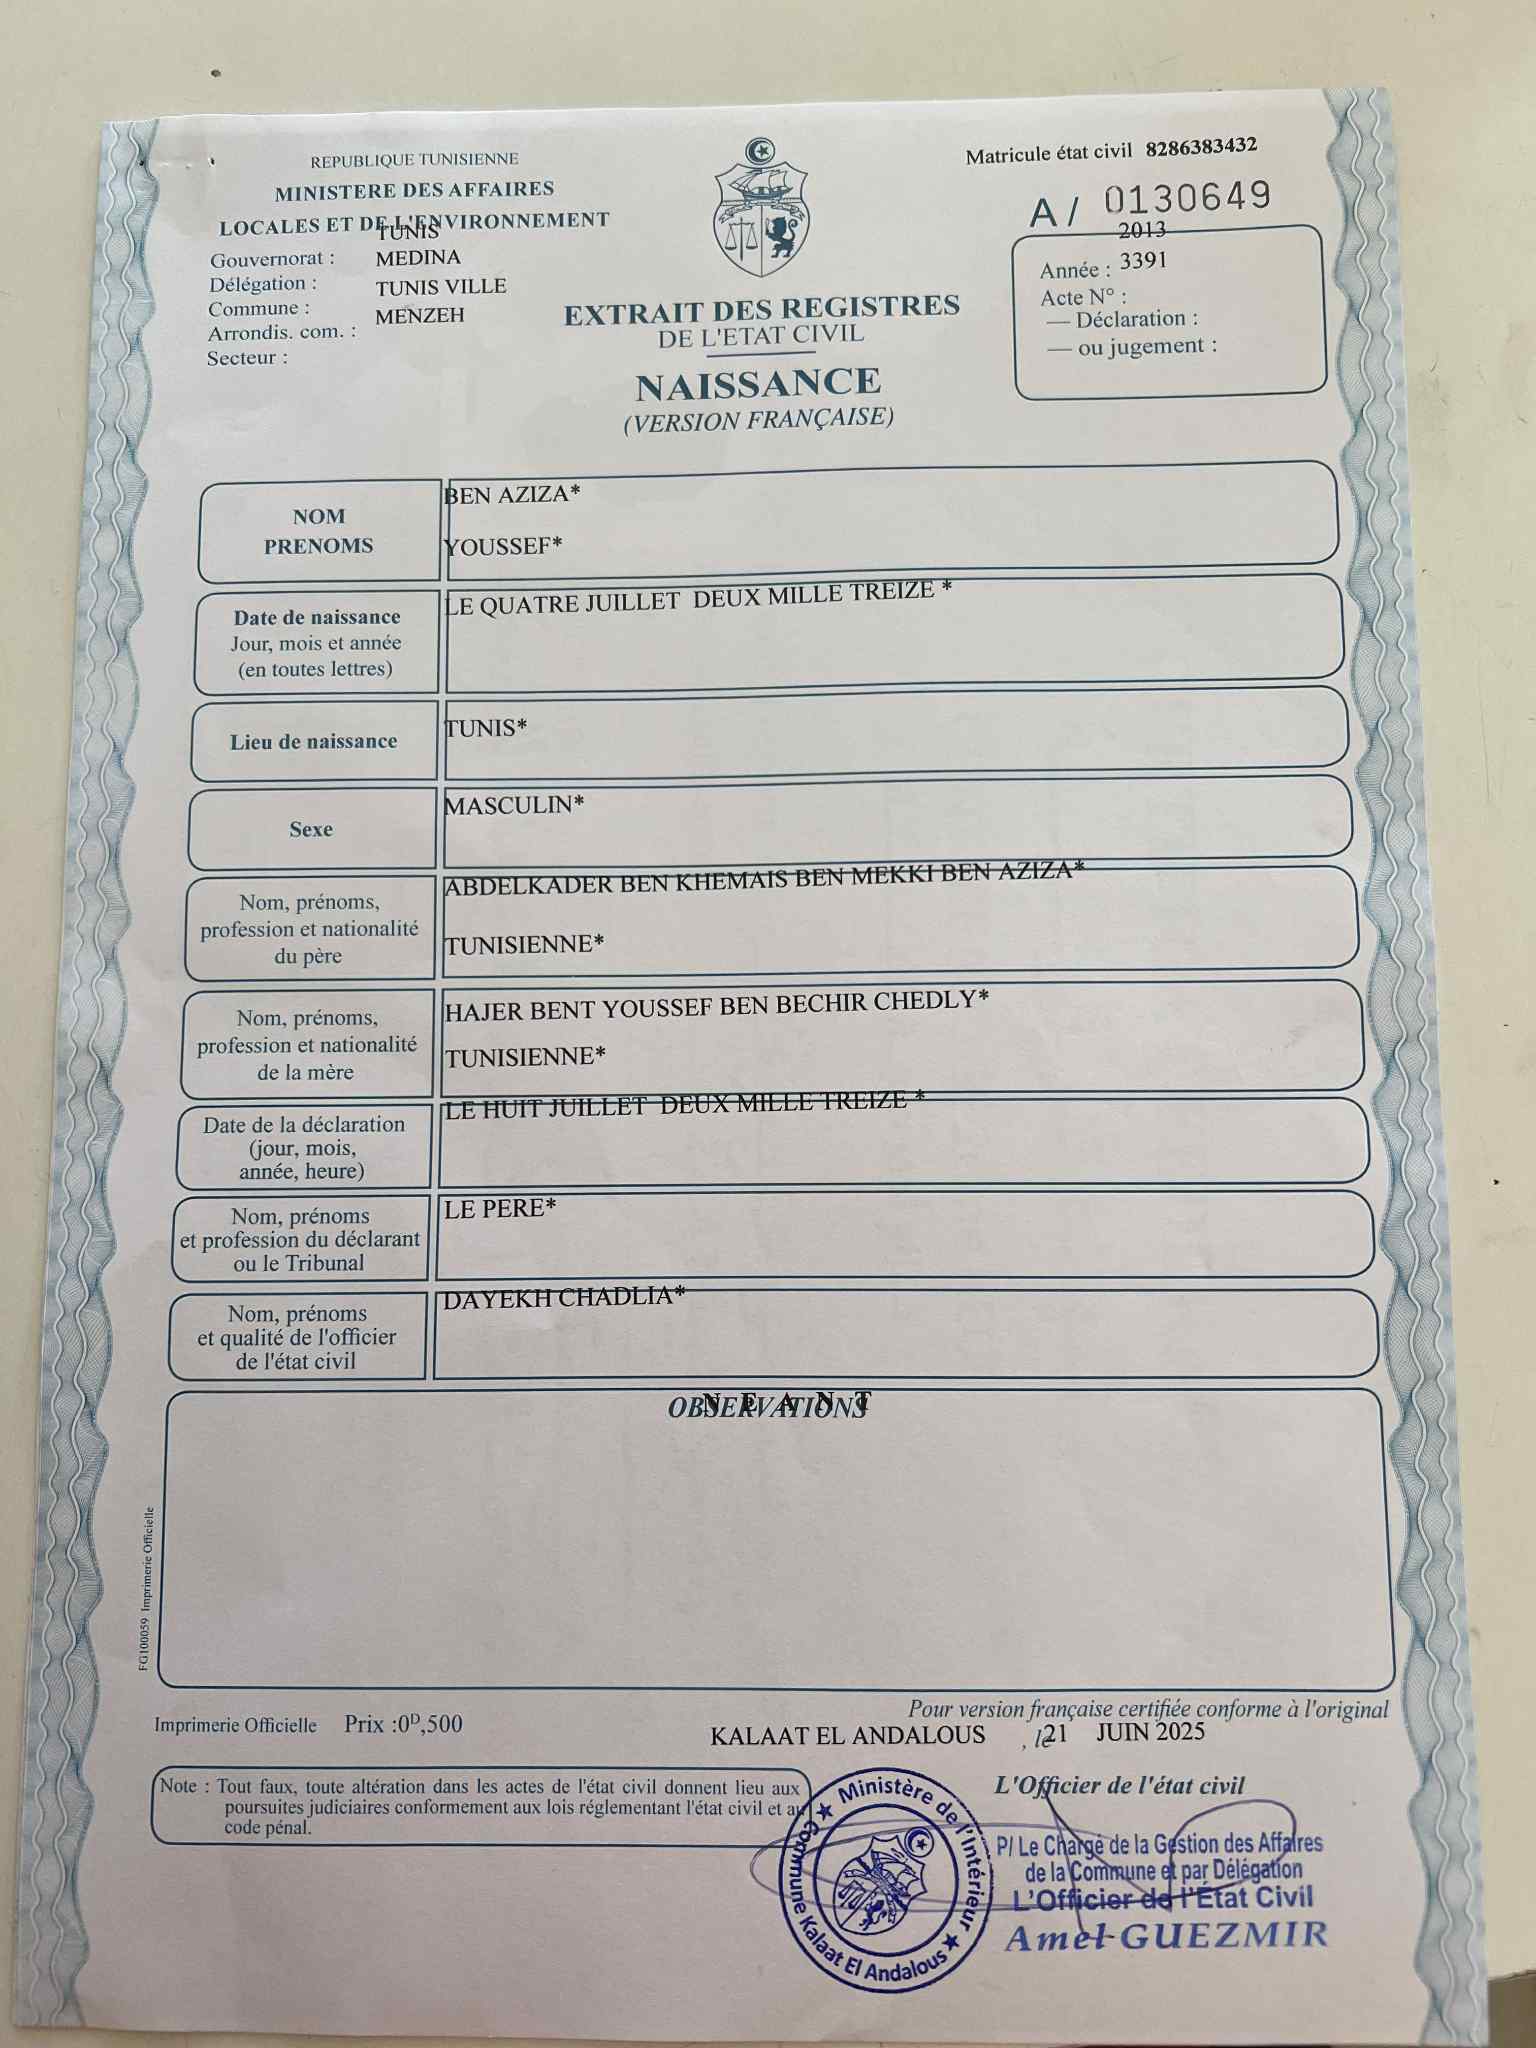 REPUBLIQUE TUNISIENNE
MINISTERE DES AFFAIRES
LOCALES ET DE L'ENVIRONNEMENT
TUNIS
Gouvernorat : MEDINA
Délégation : TUNIS VILLE
Commune : MENZEH
Arrondis. com. :
Secteur :
EXTRAIT DES REGISTRES
DE L'ETAT CIVIL
NAISSANCE
(VERSION FRANÇAISE)
Matricule état civil 8286383432
A / 0130649
2013
Année : 3391
Acte N° :
— Déclaration :
— ou jugement :
NOM
PRENOMS
BEN AZIZA*
YOUSSEF*
Date de naissance
Jour, mois et année
(en toutes lettres)
LE QUATRE JUILLET DEUX MILLE TREIZE *
Lieu de naissance
TUNIS*
Sexe
MASCULIN*
Nom, prénoms,
profession et nationalité
du père
ABDELKADER BEN KHEMAIS BEN MEKKI BEN AZIZA*
TUNISIENNE*
Nom, prénoms,
profession et nationalité
de la mère
HAJER BENT YOUSSEF BEN BECHIR CHEDLY*
TUNISIENNE*
Date de la déclaration
(jour, mois,
année, heure)
LE HUIT JUILLET DEUX MILLE TREIZE *
Nom, prénoms
et profession du déclarant
ou le Tribunal
LE PERE*
Nom, prénoms
et qualité de l'officier
de l'état civil
DAYEKH CHADLIA*
OBSERVATIONS
N E A N T
FG100059 Imprimerie Officielle
Imprimerie Officielle Prix :0D,500
Pour version française certifiée conforme à l'original
KALAAT EL ANDALOUS , le 21 JUIN 2025
Note : Tout faux, toute altération dans les actes de l'état civil donnent lieu aux
poursuites judiciaires conformement aux lois réglementant l'état civil et au
code pénal.
L'Officier de l'état civil
P/ Le Chargé de la Gestion des Affaires
de la Commune et par Délégation
L'Officier de l'État Civil
Amel GUEZMIR
★ Ministère de l'Intérieur ★
Commune Kalaat El Andalous